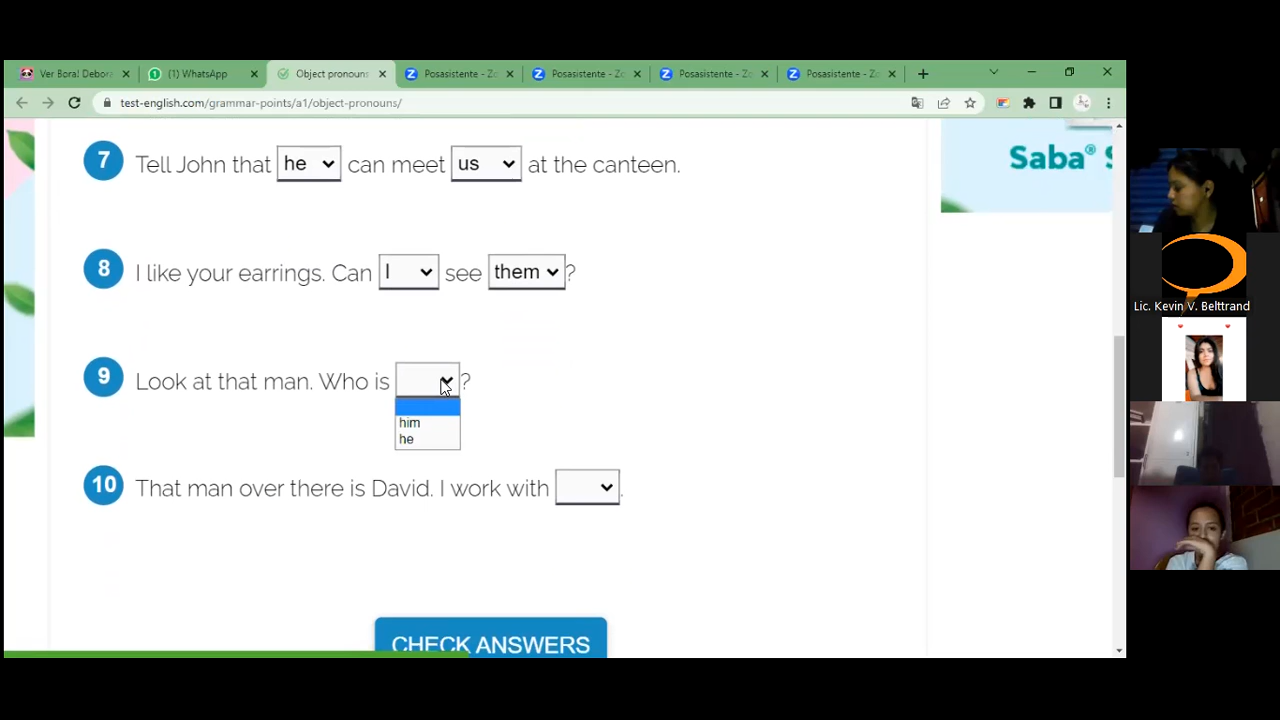 Ver Bora! Debora
(1) WhatsApp
Object pronouns
Posasistente - Zo
Posasistente - Zo
Posasistente - Zo
Posasistente - Zo
test-english.com/grammar-points/a1/object-pronouns/
7 Tell John that he can meet us at the canteen.
Saba® S
8 I like your earrings. Can I see them ?
Lic. Kevin V. Belttrand
9 Look at that man. Who is ?
him
he
10 That man over there is David. I work with .
CHECK ANSWERS